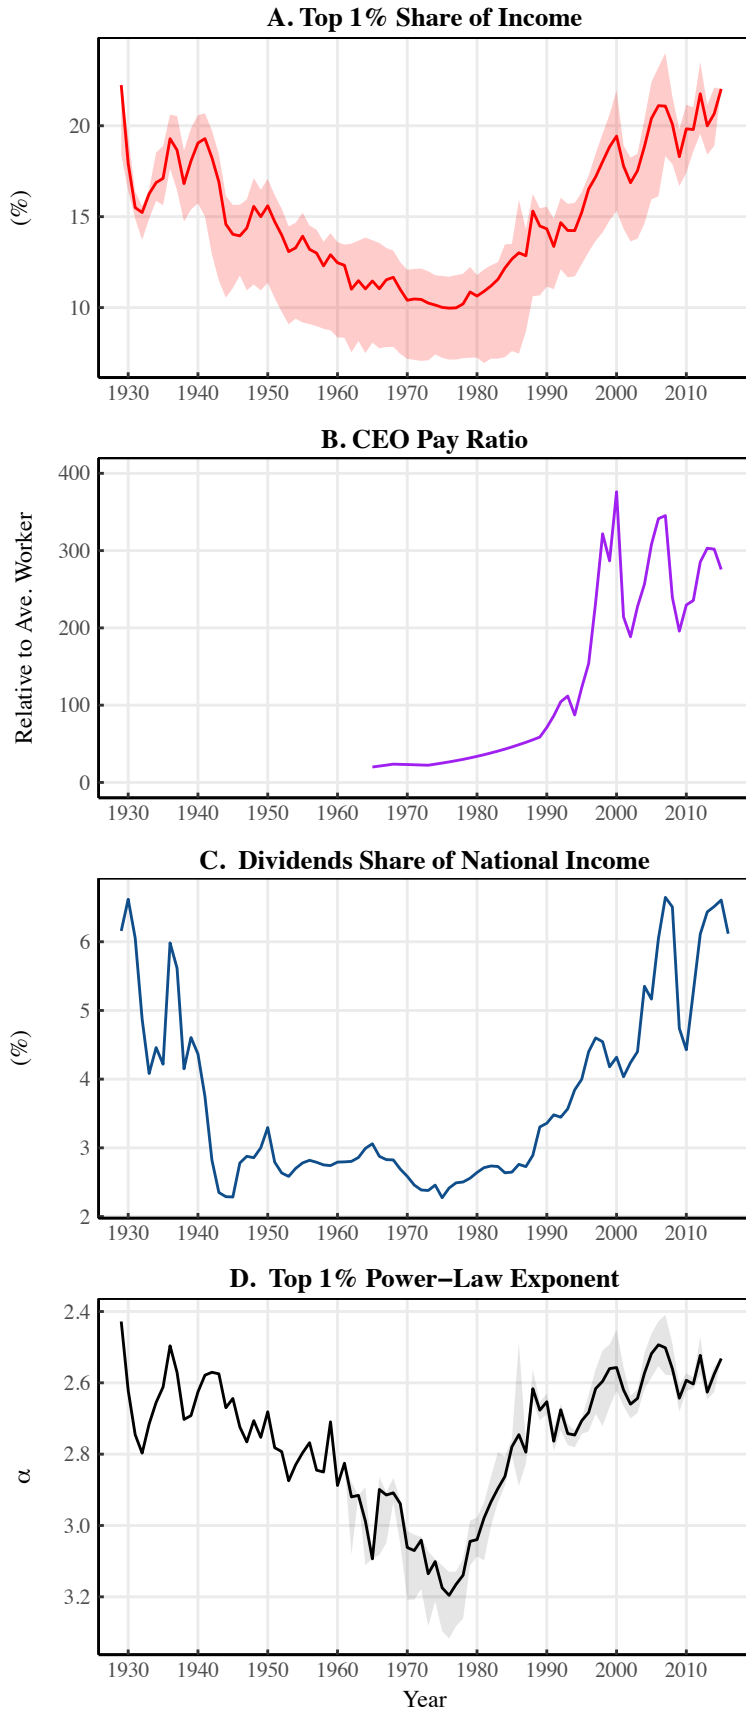 A. Top 1% Share of Income
(%)
20
15
10
1930 1940 1950 1960 1970 1980 1990 2000 2010
B. CEO Pay Ratio
Relative to Ave. Worker
400
300
200
100
0
1930 1940 1950 1960 1970 1980 1990 2000 2010
C. Dividends Share of National Income
(%)
6
5
4
3
2
1930 1940 1950 1960 1970 1980 1990 2000 2010
D. Top 1% Power−Law Exponent
α
2.4
2.6
2.8
3.0
3.2
1930 1940 1950 1960 1970 1980 1990 2000 2010
Year